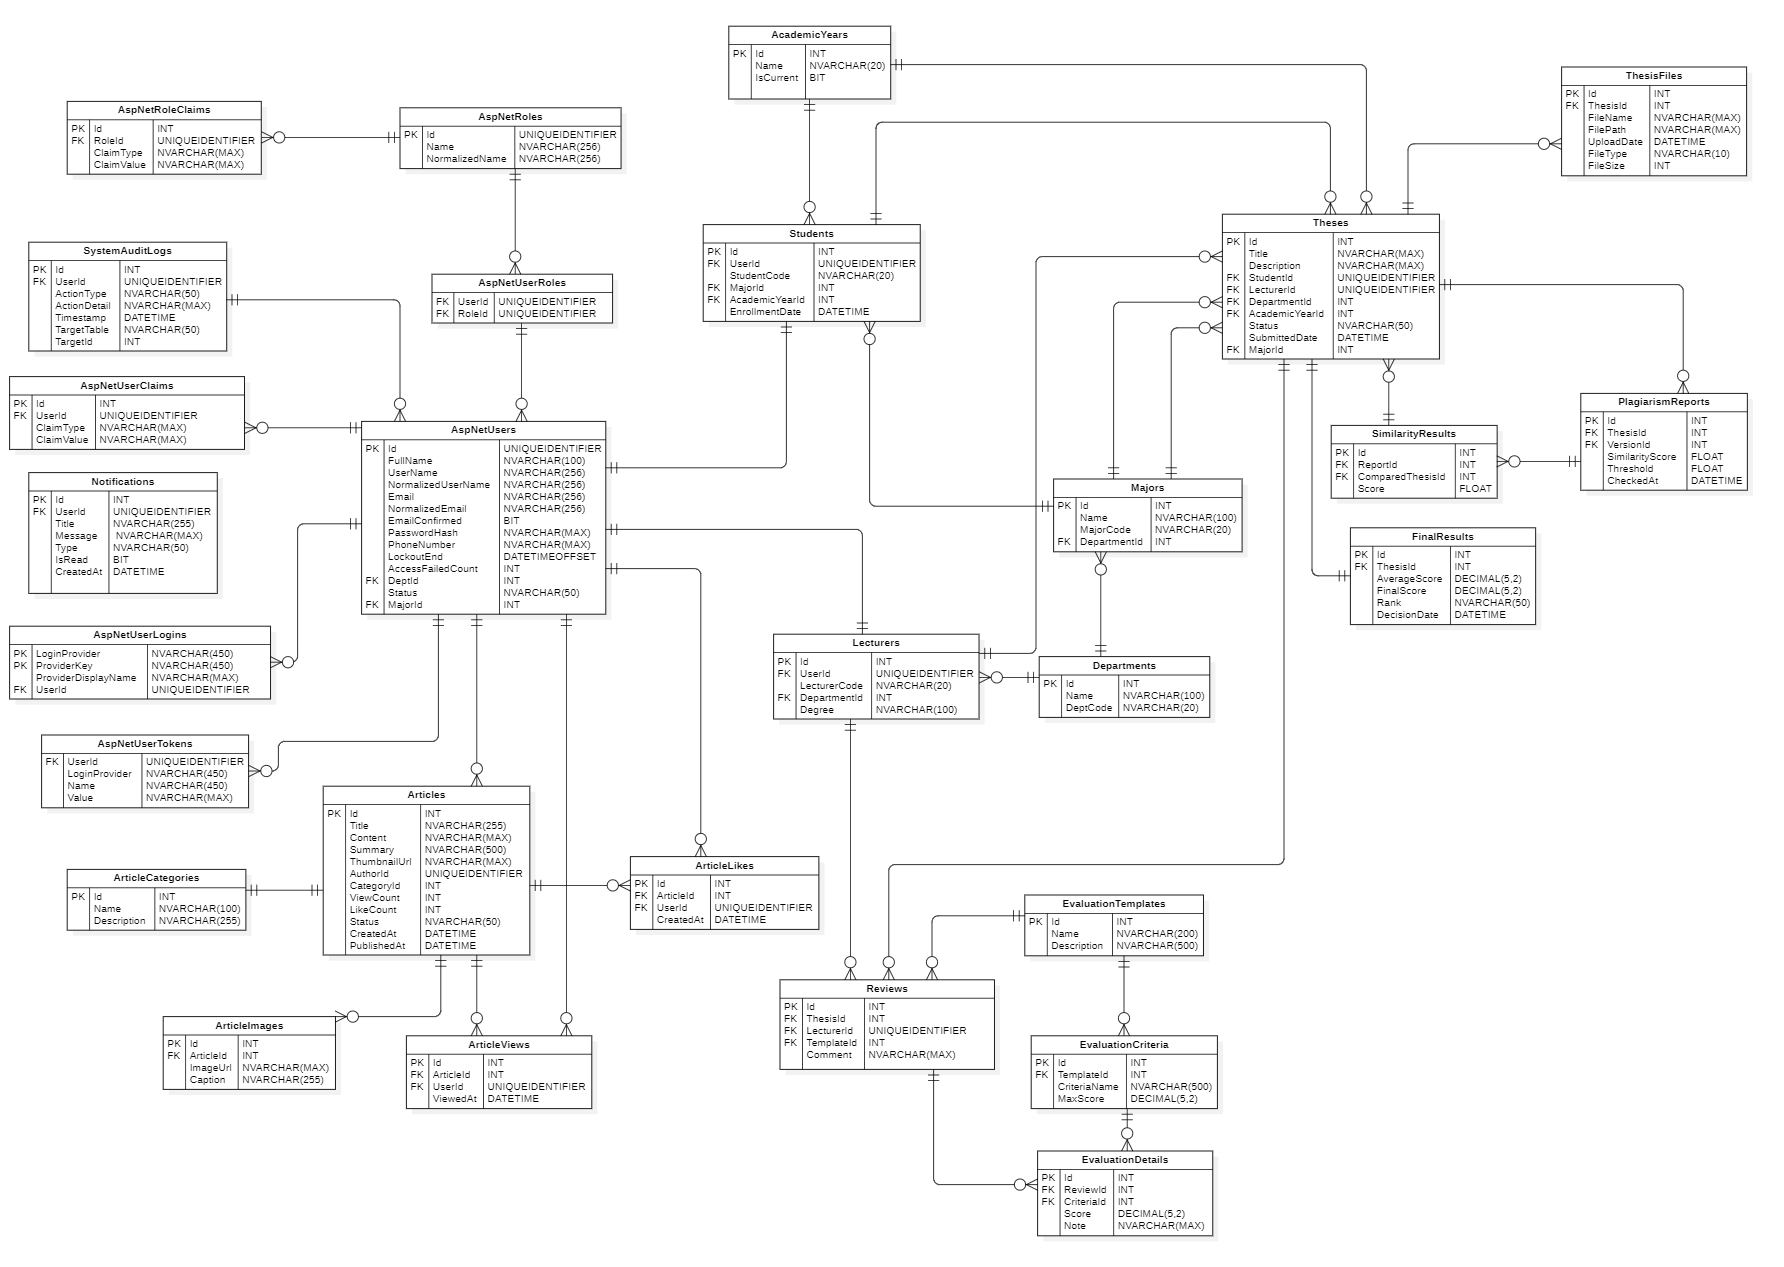 AcademicYears
PK Id INT
Name NVARCHAR(20)
IsCurrent BIT
ThesisFiles
PK Id INT
FK ThesisId INT
FileName NVARCHAR(MAX)
FilePath NVARCHAR(MAX)
UploadDate DATETIME
FileType NVARCHAR(10)
FileSize INT
AspNetRoleClaims
PK Id INT
FK RoleId UNIQUEIDENTIFIER
ClaimType NVARCHAR(MAX)
ClaimValue NVARCHAR(MAX)
AspNetRoles
PK Id UNIQUEIDENTIFIER
Name NVARCHAR(256)
NormalizedName NVARCHAR(256)
Students
PK Id INT
FK UserId UNIQUEIDENTIFIER
StudentCode NVARCHAR(20)
FK MajorId INT
FK AcademicYearId INT
EnrollmentDate DATETIME
Theses
PK Id INT
Title NVARCHAR(MAX)
Description NVARCHAR(MAX)
FK StudentId UNIQUEIDENTIFIER
FK LecturerId UNIQUEIDENTIFIER
FK DepartmentId INT
FK AcademicYearId INT
Status NVARCHAR(50)
SubmittedDate DATETIME
FK MajorId INT
SystemAuditLogs
PK Id INT
FK UserId UNIQUEIDENTIFIER
ActionType NVARCHAR(50)
ActionDetail NVARCHAR(MAX)
Timestamp DATETIME
TargetTable NVARCHAR(50)
TargetId INT
AspNetUserRoles
FK UserId UNIQUEIDENTIFIER
FK RoleId UNIQUEIDENTIFIER
AspNetUserClaims
PK Id INT
FK UserId UNIQUEIDENTIFIER
ClaimType NVARCHAR(MAX)
ClaimValue NVARCHAR(MAX)
AspNetUsers
PK Id UNIQUEIDENTIFIER
FullName NVARCHAR(100)
UserName NVARCHAR(256)
NormalizedUserName NVARCHAR(256)
Email NVARCHAR(256)
NormalizedEmail NVARCHAR(256)
EmailConfirmed BIT
PasswordHash NVARCHAR(MAX)
PhoneNumber NVARCHAR(MAX)
LockoutEnd DATETIMEOFFSET
AccessFailedCount INT
FK DeptId INT
Status NVARCHAR(50)
FK MajorId INT
PlagiarismReports
PK Id INT
FK ThesisId INT
FK VersionId INT
SimilarityScore FLOAT
Threshold FLOAT
CheckedAt DATETIME
SimilarityResults
PK Id INT
FK ReportId INT
FK ComparedThesisId INT
Score FLOAT
Notifications
PK Id INT
FK UserId UNIQUEIDENTIFIER
Title NVARCHAR(255)
Message NVARCHAR(MAX)
Type NVARCHAR(50)
IsRead BIT
CreatedAt DATETIME
Majors
PK Id INT
Name NVARCHAR(100)
MajorCode NVARCHAR(20)
FK DepartmentId INT
FinalResults
PK Id INT
FK ThesisId INT
AverageScore DECIMAL(5,2)
FinalScore DECIMAL(5,2)
Rank NVARCHAR(50)
DecisionDate DATETIME
AspNetUserLogins
PK LoginProvider NVARCHAR(450)
PK ProviderKey NVARCHAR(450)
ProviderDisplayName NVARCHAR(MAX)
FK UserId UNIQUEIDENTIFIER
Lecturers
PK Id INT
FK UserId UNIQUEIDENTIFIER
LecturerCode NVARCHAR(20)
FK DepartmentId INT
Degree NVARCHAR(100)
Departments
PK Id INT
Name NVARCHAR(100)
DeptCode NVARCHAR(20)
AspNetUserTokens
FK UserId UNIQUEIDENTIFIER
LoginProvider NVARCHAR(450)
Name NVARCHAR(450)
Value NVARCHAR(MAX)
Articles
PK Id INT
Title NVARCHAR(255)
Content NVARCHAR(MAX)
Summary NVARCHAR(500)
ThumbnailUrl NVARCHAR(MAX)
AuthorId UNIQUEIDENTIFIER
CategoryId INT
ViewCount INT
LikeCount INT
Status NVARCHAR(50)
CreatedAt DATETIME
PublishedAt DATETIME
ArticleLikes
PK Id INT
FK ArticleId INT
FK UserId UNIQUEIDENTIFIER
CreatedAt DATETIME
ArticleCategories
PK Id INT
Name NVARCHAR(100)
Description NVARCHAR(255)
EvaluationTemplates
PK Id INT
Name NVARCHAR(200)
Description NVARCHAR(500)
Reviews
PK Id INT
FK ThesisId INT
FK LecturerId UNIQUEIDENTIFIER
FK TemplateId INT
Comment NVARCHAR(MAX)
ArticleImages
PK Id INT
FK ArticleId INT
ImageUrl NVARCHAR(MAX)
Caption NVARCHAR(255)
ArticleViews
PK Id INT
FK ArticleId INT
FK UserId UNIQUEIDENTIFIER
ViewedAt DATETIME
EvaluationCriteria
PK Id INT
FK TemplateId INT
CriteriaName NVARCHAR(500)
MaxScore DECIMAL(5,2)
EvaluationDetails
PK Id INT
FK ReviewId INT
FK CriteriaId INT
Score DECIMAL(5,2)
Note NVARCHAR(MAX)